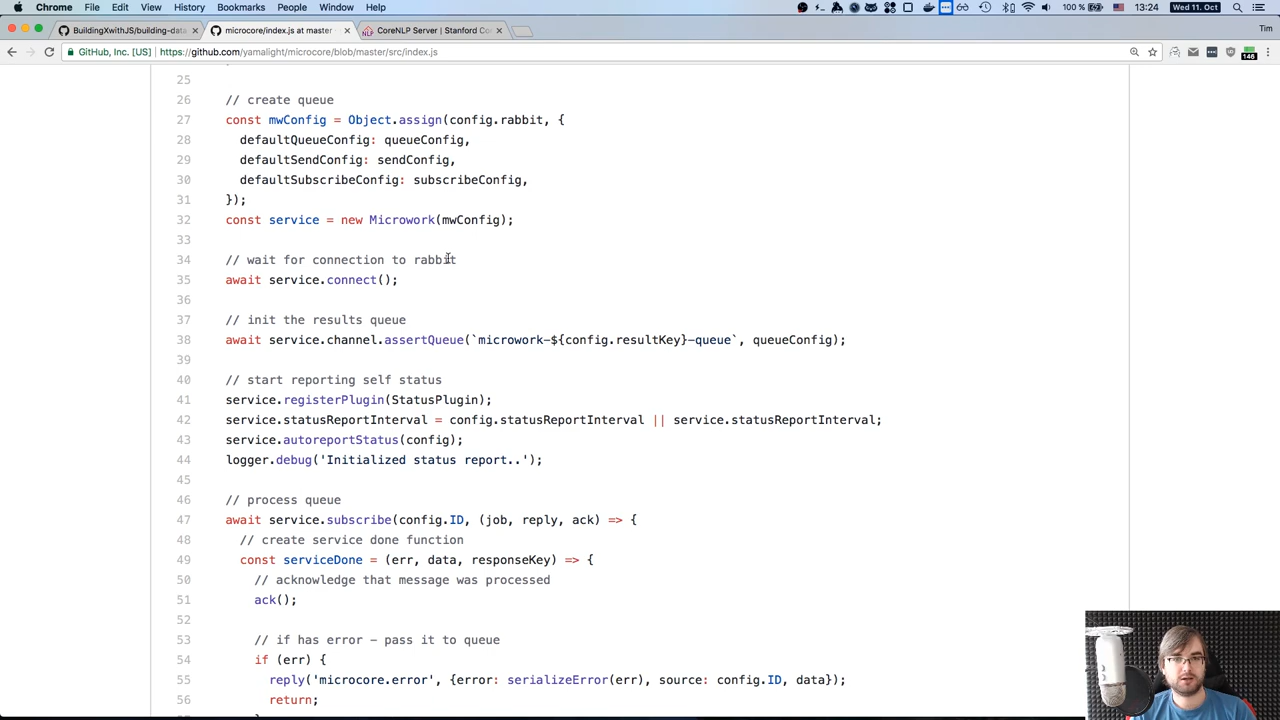 Chrome File Edit View History Bookmarks People Window Help 100 % 13:24 Wed 11. Oct
BuildingXwithJS/building-data microcore/index.js at master CoreNLP Server | Stanford Co Tim
GitHub, Inc. [US] https://github.com/yamalight/microcore/blob/master/src/index.js 146
25
26 // create queue
27 const mwConfig = Object.assign(config.rabbit, {
28 defaultQueueConfig: queueConfig,
29 defaultSendConfig: sendConfig,
30 defaultSubscribeConfig: subscribeConfig,
31 });
32 const service = new Microwork(mwConfig);
33
34 // wait for connection to rabbit
35 await service.connect();
36
37 // init the results queue
38 await service.channel.assertQueue(`microwork-${config.resultKey}-queue`, queueConfig);
39
40 // start reporting self status
41 service.registerPlugin(StatusPlugin);
42 service.statusReportInterval = config.statusReportInterval || service.statusReportInterval;
43 service.autoreportStatus(config);
44 logger.debug('Initialized status report..');
45
46 // process queue
47 await service.subscribe(config.ID, (job, reply, ack) => {
48 // create service done function
49 const serviceDone = (err, data, responseKey) => {
50 // acknowledge that message was processed
51 ack();
52
53 // if has error - pass it to queue
54 if (err) {
55 reply('microcore.error', {error: serializeError(err), source: config.ID, data});
56 return;